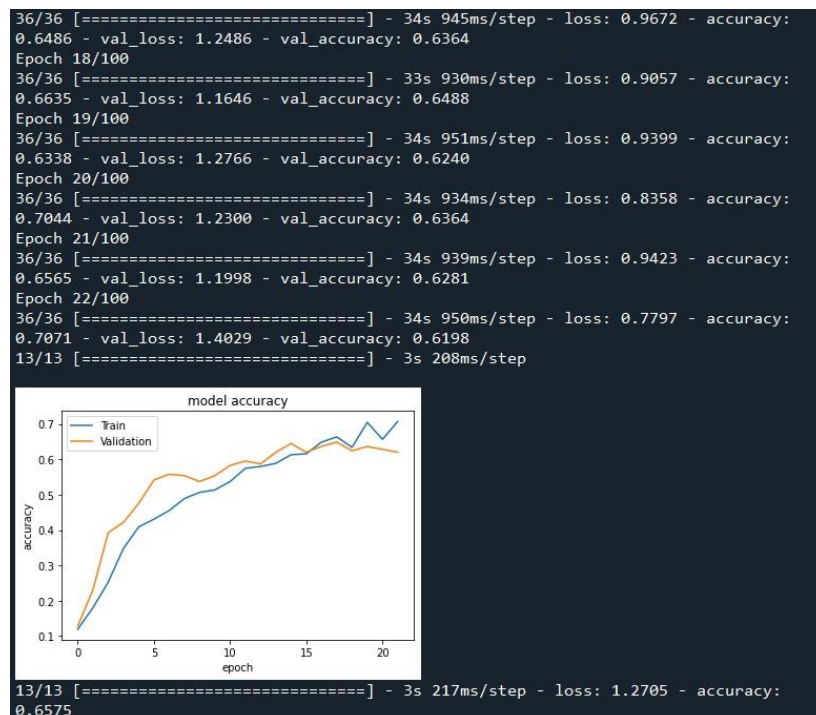 36/36 [==============================] - 34s 945ms/step - loss: 0.9672 - accuracy:
0.6486 - val_loss: 1.2486 - val_accuracy: 0.6364
Epoch 18/100
36/36 [==============================] - 33s 930ms/step - loss: 0.9057 - accuracy:
0.6635 - val_loss: 1.1646 - val_accuracy: 0.6488
Epoch 19/100
36/36 [==============================] - 34s 951ms/step - loss: 0.9399 - accuracy:
0.6338 - val_loss: 1.2766 - val_accuracy: 0.6240
Epoch 20/100
36/36 [==============================] - 34s 934ms/step - loss: 0.8358 - accuracy:
0.7044 - val_loss: 1.2300 - val_accuracy: 0.6364
Epoch 21/100
36/36 [==============================] - 34s 939ms/step - loss: 0.9423 - accuracy:
0.6565 - val_loss: 1.1998 - val_accuracy: 0.6281
Epoch 22/100
36/36 [==============================] - 34s 950ms/step - loss: 0.7797 - accuracy:
0.7071 - val_loss: 1.4029 - val_accuracy: 0.6198
13/13 [==============================] - 3s 208ms/step
model accuracy
Train
Validation
0.7
0.6
0.5
0.4
0.3
0.2
0.1
accuracy
0 5 10 15 20
epoch
13/13 [==============================] - 3s 217ms/step - loss: 1.2705 - accuracy:
0.6575